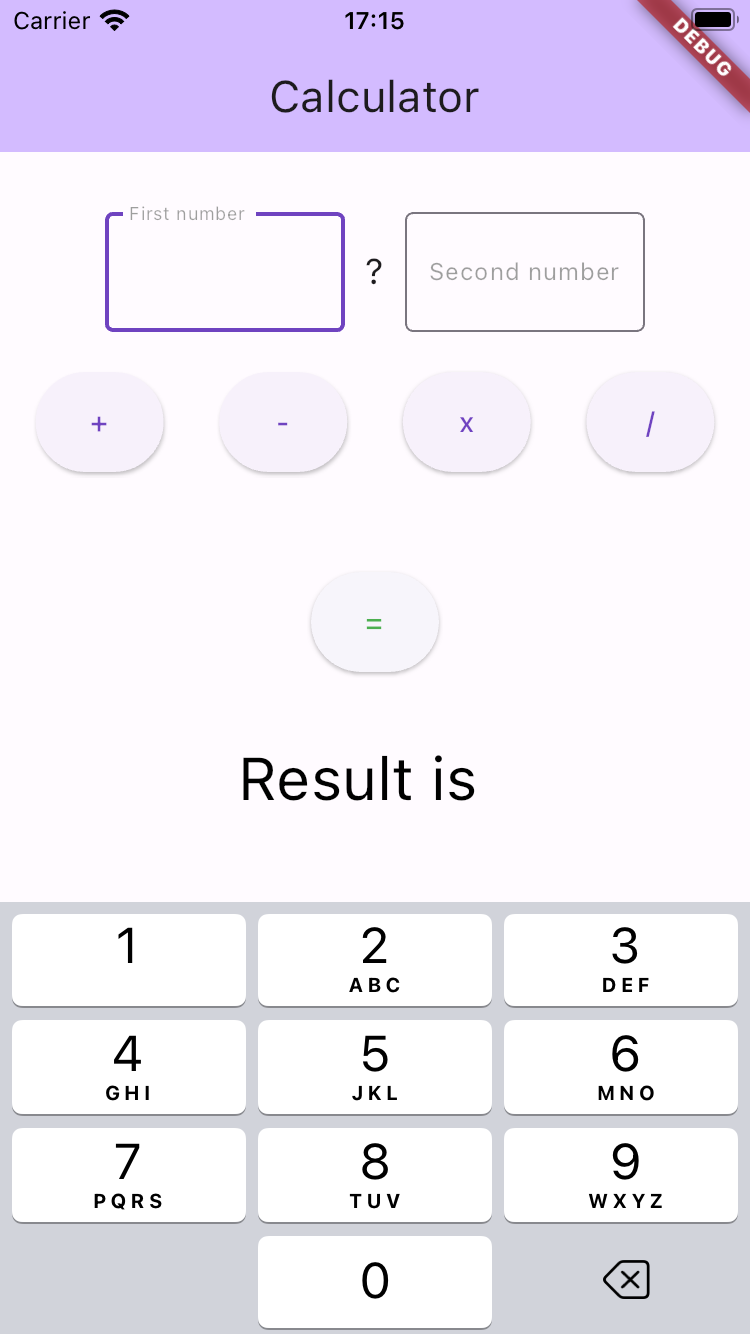 Carrier 17:15
DEBUG
Calculator
First number ? Second number
+ - x /
=
Result is
1 2 3
ABC DEF
4 5 6
GHI JKL MNO
7 8 9
PQRS TUV WXYZ
0